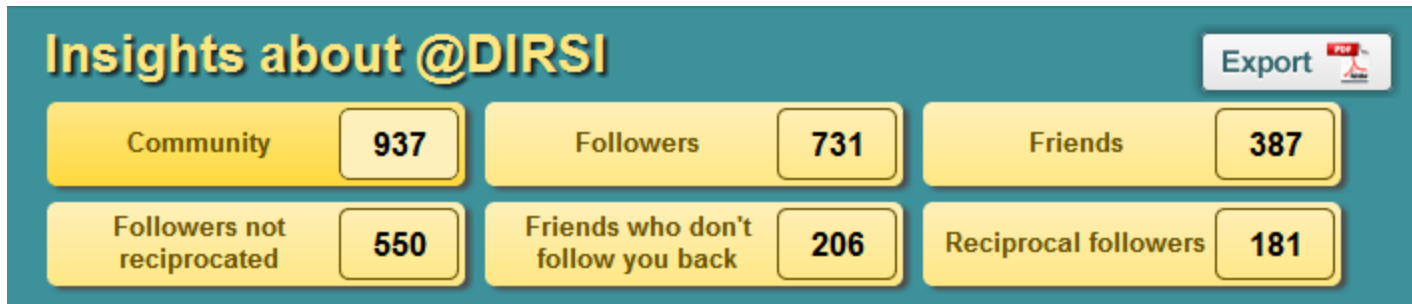 Insights about @DIRSI
Export PDF
Community 937
Followers 731
Friends 387
Followers not
reciprocated 550
Friends who don't
follow you back 206
Reciprocal followers 181